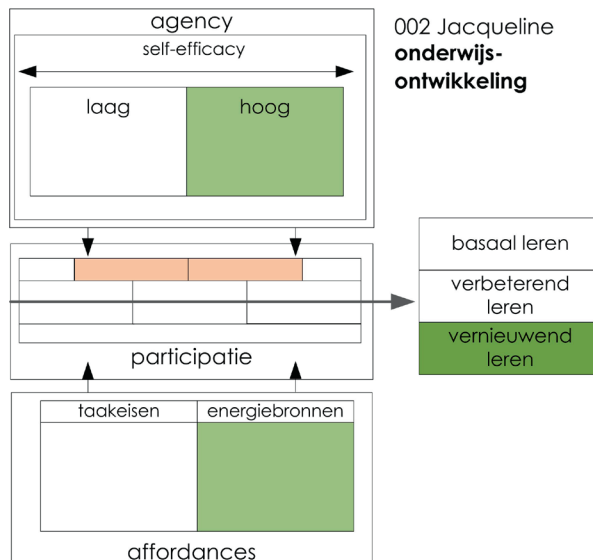 agency
self-efficacy
laag
hoog
002 Jacqueline
onderwijs-
ontwikkeling
participatie
basaal leren
verbeterend
leren
vernieuwend
leren
taakeisen
energiebronnen
affordances